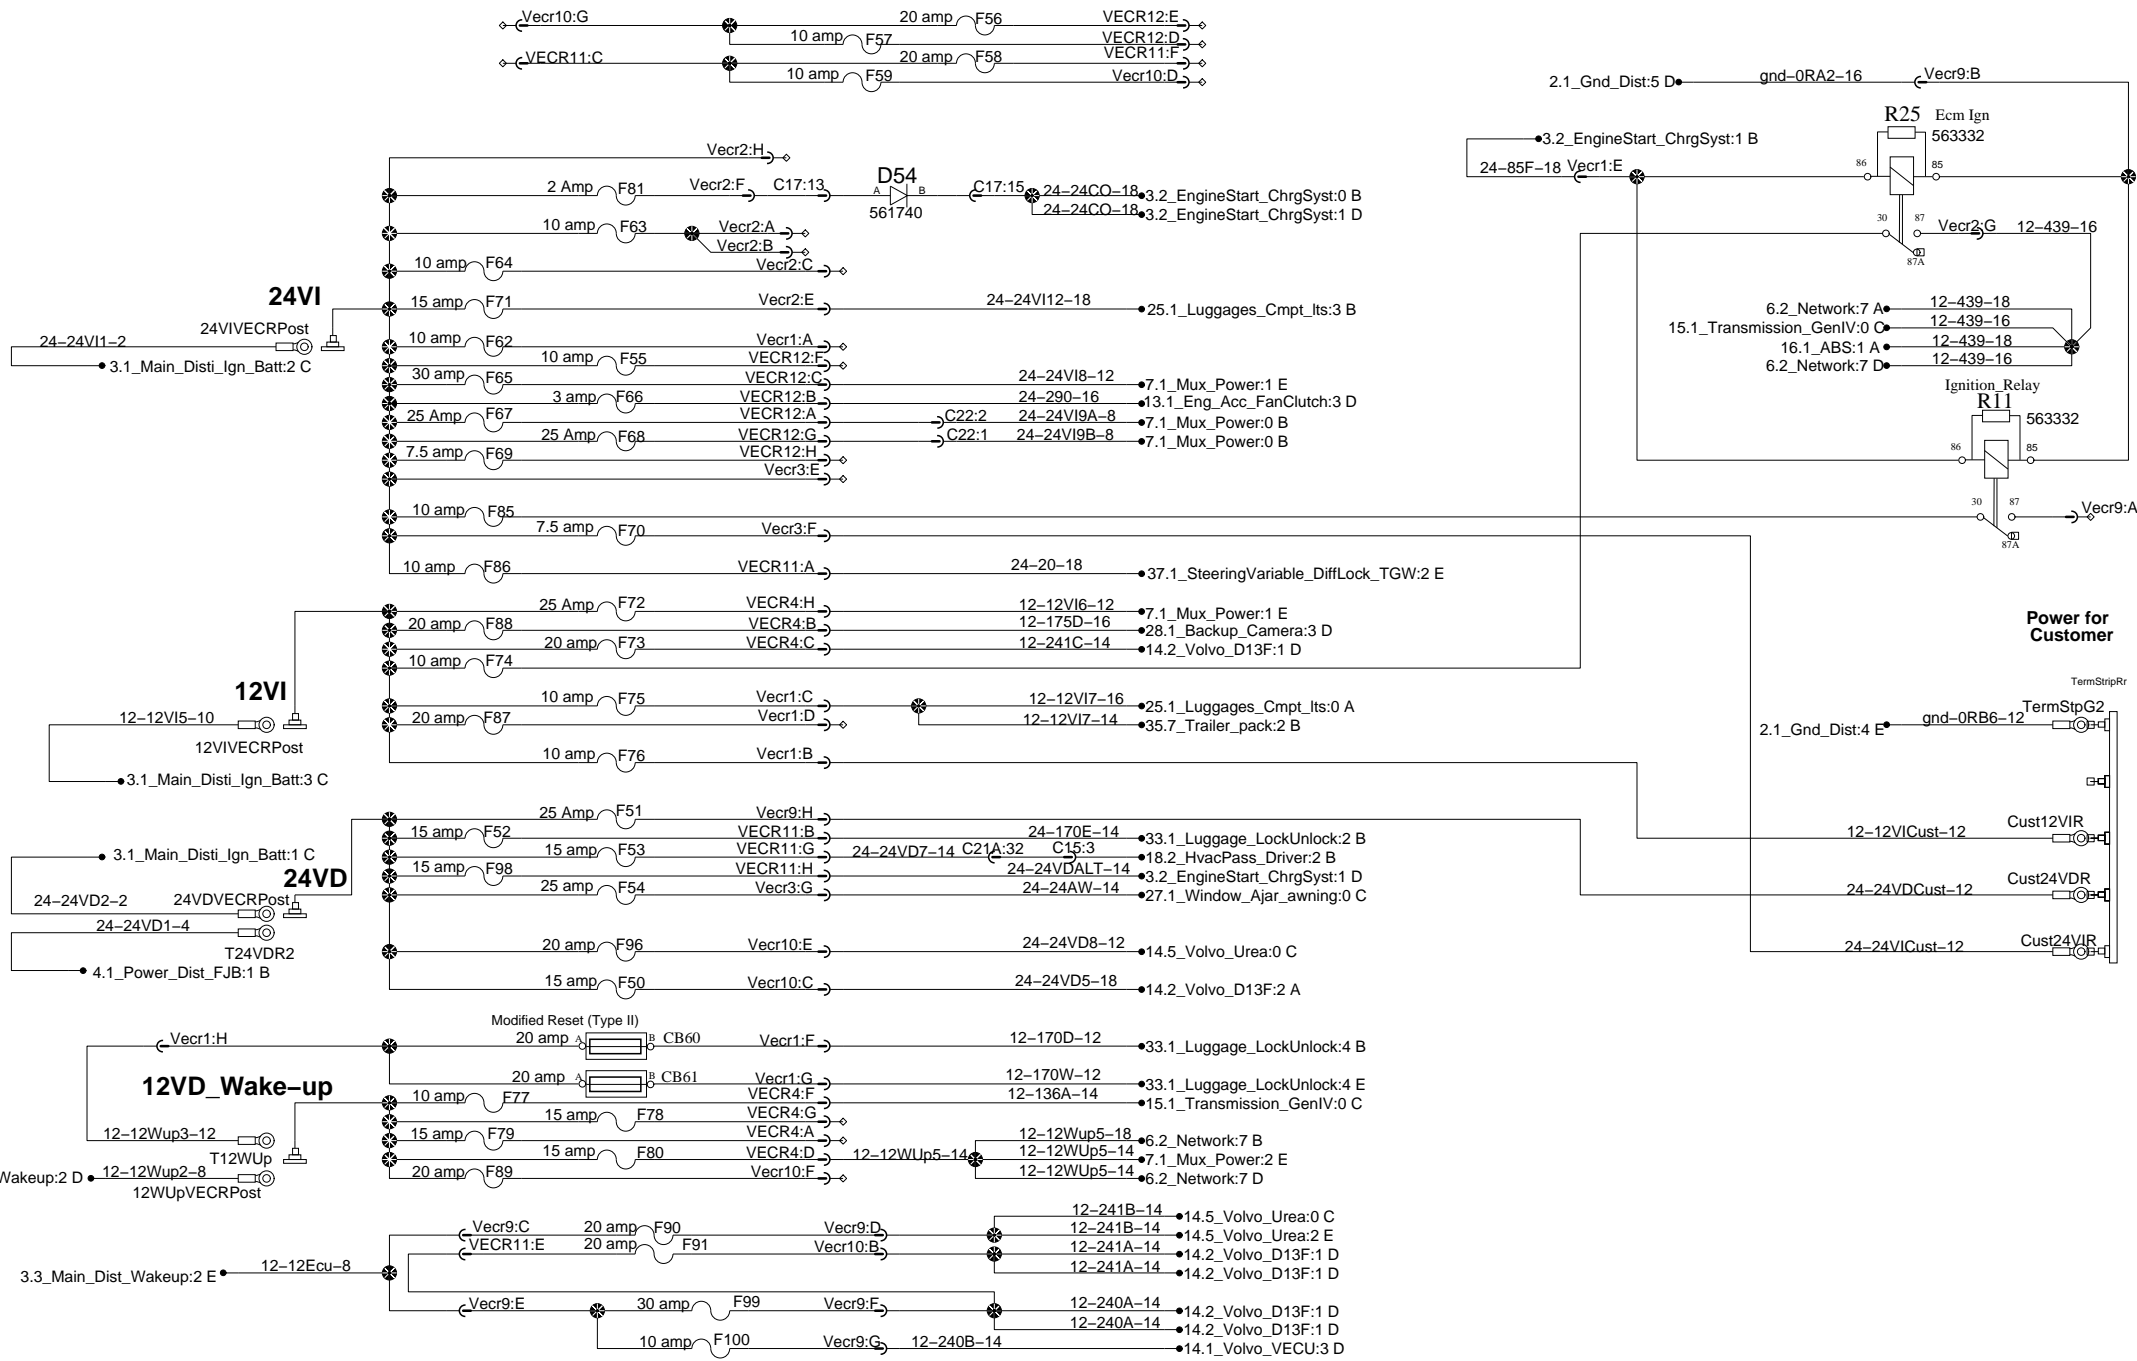 Vecr10:G 20 amp F56 VECR12:E
10 amp F57 VECR12:D
VECR11:C 20 amp F58 VECR11:F
10 amp F59 Vecr10:D
2.1_Gnd_Dist:5 D gnd-0RA2-16 Vecr9:B
R25 Ecm Ign
563332
3.2_EngineStart_ChrgSyst:1 B
24-85F-18 Vecr1:E 86 85
30 87
Vecr2:G 12-439-16
87A
Vecr2:H
2 Amp F81 Vecr2:F C17:13 A D54 B C17:15 24-24CO-18 3.2_EngineStart_ChrgSyst:0 B
561740 24-24CO-18 3.2_EngineStart_ChrgSyst:1 D
10 amp F63 Vecr2:A
Vecr2:B
10 amp F64 Vecr2:C
24VI
15 amp F71 Vecr2:E 24-24VI12-18 25.1_Luggages_Cmpt_lts:3 B
24VIVECRPost
24-24VI1-2
3.1_Main_Disti_Ign_Batt:2 C
10 amp F62 Vecr1:A
10 amp F55 VECR12:F
30 amp F65 VECR12:C 24-24VI8-12 7.1_Mux_Power:1 E
3 amp F66 VECR12:B 24-290-16 13.1_Eng_Acc_FanClutch:3 D
25 Amp F67 VECR12:A C22:2 24-24VI9A-8 7.1_Mux_Power:0 B
25 Amp F68 VECR12:G C22:1 24-24VI9B-8 7.1_Mux_Power:0 B
7.5 amp F69 VECR12:H
Vecr3:E
6.2_Network:7 A 12-439-18
15.1_Transmission_GenIV:0 C 12-439-16
16.1_ABS:1 A 12-439-18
6.2_Network:7 D 12-439-16
Ignition_Relay
R11
563332
86 85
30 87 Vecr9:A
87A
10 amp F85
7.5 amp F70 Vecr3:F
10 amp F86 VECR11:A 24-20-18 37.1_SteeringVariable_DiffLock_TGW:2 E
25 Amp F72 VECR4:H 12-12VI6-12 7.1_Mux_Power:1 E
20 amp F88 VECR4:B 12-175D-16 28.1_Backup_Camera:3 D
20 amp F73 VECR4:C 12-241C-14 14.2_Volvo_D13F:1 D
10 amp F74
12VI
12-12VI5-10
12VIVECRPost
3.1_Main_Disti_Ign_Batt:3 C
10 amp F75 Vecr1:C 12-12VI7-16 25.1_Luggages_Cmpt_lts:0 A
20 amp F87 Vecr1:D 12-12VI7-14 35.7_Trailer_pack:2 B
10 amp F76 Vecr1:B
Power for
Customer
TermStripRr
TermStpG2
2.1_Gnd_Dist:4 E gnd-0RB6-12
12-12VICust-12 Cust12VIR
24-24VDCust-12 Cust24VDR
24-24VICust-12 Cust24VIR
25 Amp F51 Vecr9:H
15 amp F52 VECR11:B 24-170E-14 33.1_Luggage_LockUnlock:2 B
15 amp F53 VECR11:G 24-24VD7-14 C21A:32 C15:3 18.2_HvacPass_Driver:2 B
15 amp F98 VECR11:H 24-24VDALT-14 3.2_EngineStart_ChrgSyst:1 D
25 amp F54 Vecr3:G 24-24AW-14 27.1_Window_Ajar_awning:0 C
3.1_Main_Disti_Ign_Batt:1 C
24VD
24-24VD2-2 24VDVECRPost
24-24VD1-4
T24VDR2
4.1_Power_Dist_FJB:1 B
20 amp F96 Vecr10:E 24-24VD8-12 14.5_Volvo_Urea:0 C
15 amp F50 Vecr10:C 24-24VD5-18 14.2_Volvo_D13F:2 A
Modified Reset (Type II)
Vecr1:H 20 amp A B CB60 Vecr1:F 12-170D-12 33.1_Luggage_LockUnlock:4 B
20 amp A B CB61 Vecr1:G 12-170W-12 33.1_Luggage_LockUnlock:4 E
12VD_Wake-up
10 amp F77 VECR4:F 12-136A-14 15.1_Transmission_GenIV:0 C
15 amp F78 VECR4:G
15 amp F79 VECR4:A 12-12Wup5-18 6.2_Network:7 B
15 amp F80 VECR4:D 12-12WUp5-14 12-12WUp5-14 7.1_Mux_Power:2 E
20 amp F89 Vecr10:F 12-12WUp5-14 6.2_Network:7 D
12-12Wup3-12
T12WUp
Wakeup:2 D 12-12Wup2-8
12WUpVECRPost
12-241B-14 14.5_Volvo_Urea:0 C
Vecr9:C 20 amp F90 Vecr9:D 12-241B-14 14.5_Volvo_Urea:2 E
VECR11:E 20 amp F91 Vecr10:B 12-241A-14 14.2_Volvo_D13F:1 D
3.3_Main_Dist_Wakeup:2 E 12-12Ecu-8 12-241A-14 14.2_Volvo_D13F:1 D
Vecr9:E 30 amp F99 Vecr9:F 12-240A-14 14.2_Volvo_D13F:1 D
12-240A-14 14.2_Volvo_D13F:1 D
10 amp F100 Vecr9:G 12-240B-14 14.1_Volvo_VECU:3 D